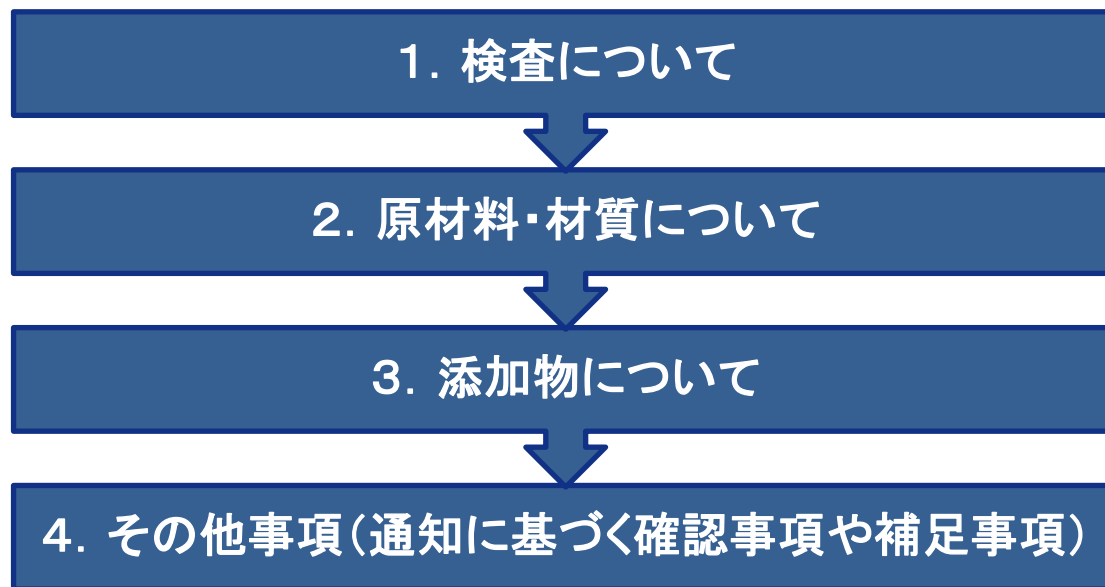 １．検査について
２．原材料・材質について
３．添加物について
４．その他事項（通知に基づく確認事項や補足事項）